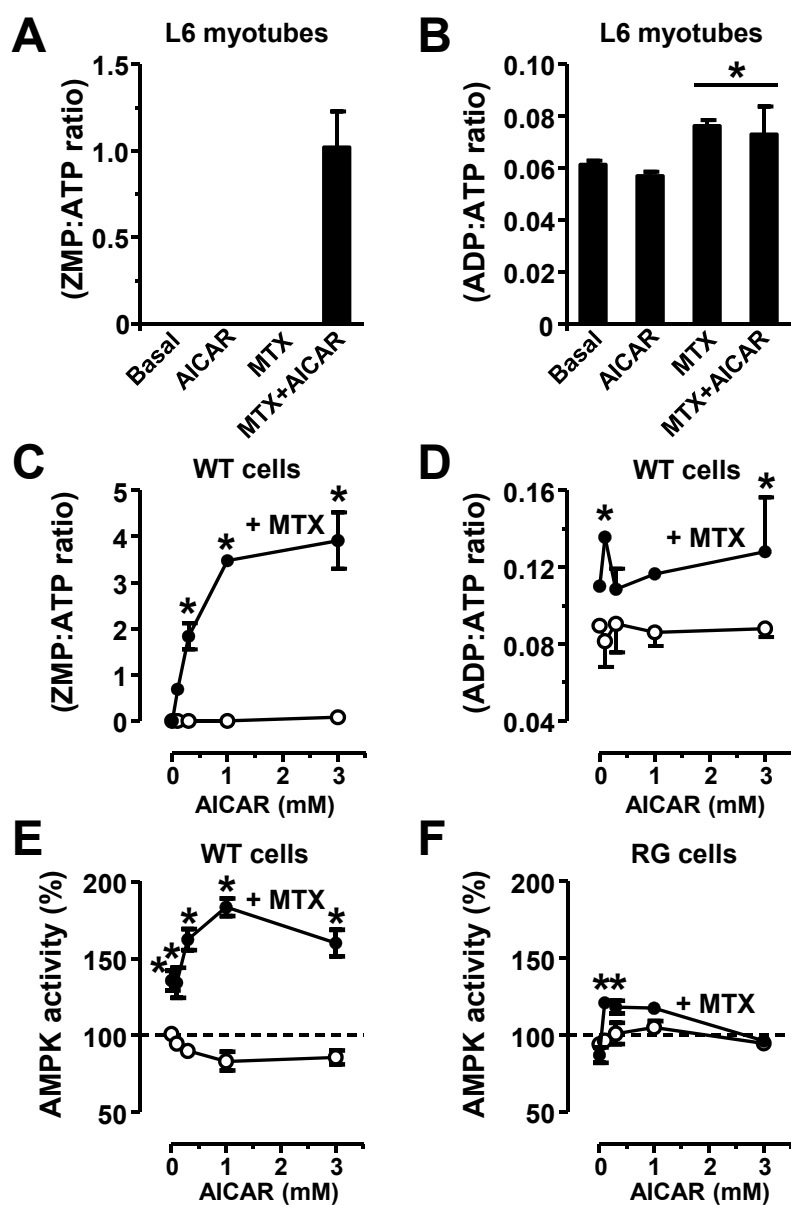 A
L6 myotubes
(ZMP:ATP ratio)
1.5
1.0
0.5
0
Basal
AICAR
MTX
MTX+AICAR
B
L6 myotubes
(ADP:ATP ratio)
0.10
0.08
0.06
0.04
0.02
0
*
Basal
AICAR
MTX
MTX+AICAR
C
WT cells
(ZMP:ATP ratio)
5
4
3
2
1
0
*
*
*
+ MTX
0 1 2 3
AICAR (mM)
D
WT cells
(ADP:ATP ratio)
0.16
0.12
0.08
0.04
*
*
+ MTX
0 1 2 3
AICAR (mM)
E
WT cells
AMPK activity (%)
200
150
100
50
*
*
*
*
*
+ MTX
0 1 2 3
AICAR (mM)
F
RG cells
AMPK activity (%)
200
150
100
50
**
+ MTX
0 1 2 3
AICAR (mM)